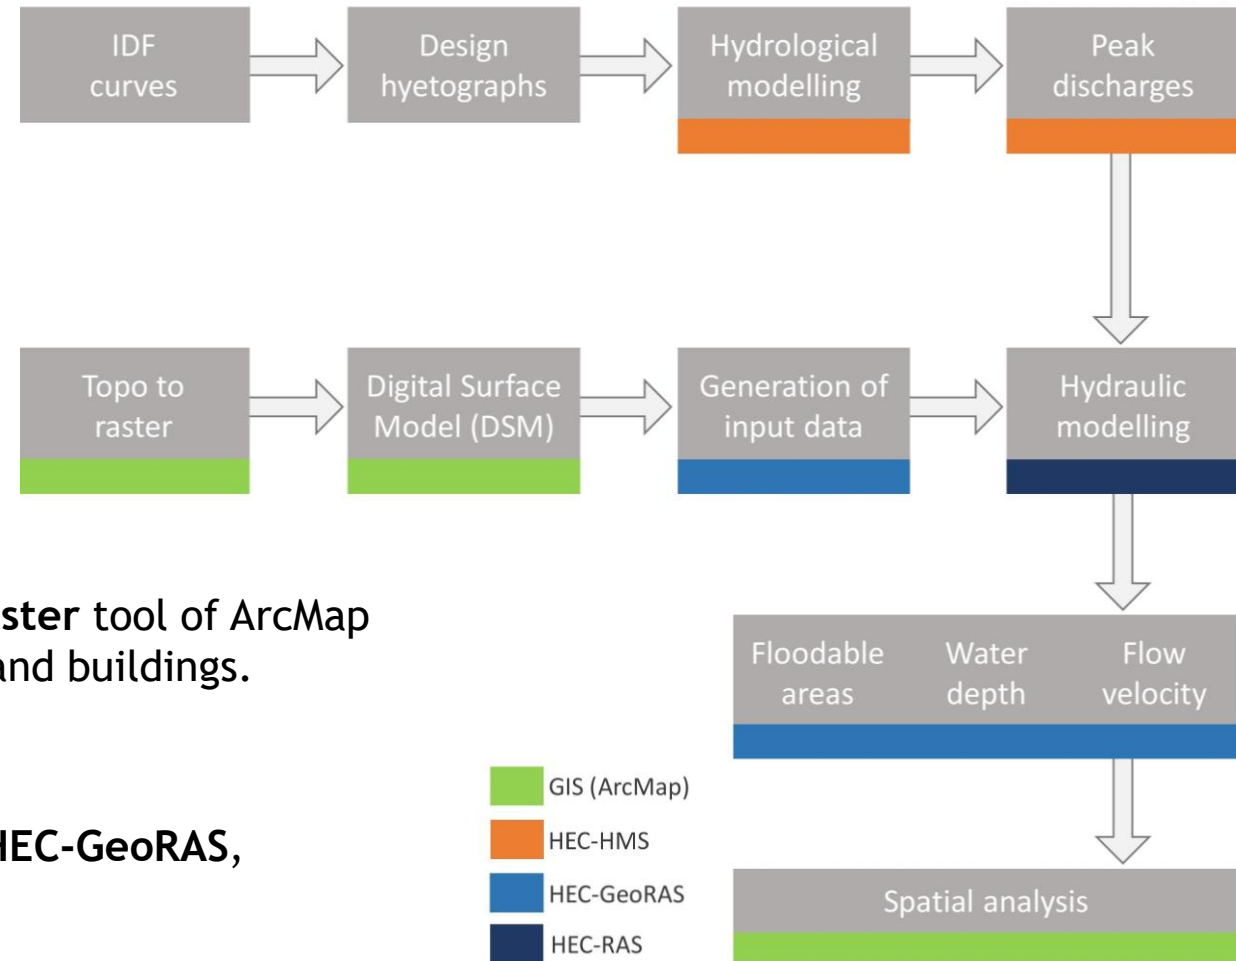 IDF
curves
Design
hyetographs
Hydrological
modelling
Peak
discharges
Topo to
raster
Digital Surface
Model (DSM)
Generation of
input data
Hydraulic
modelling
aster tool of ArcMap
and buildings.
Floodable
areas
Water
depth
Flow
velocity
HEC-GeoRAS,
GIS (ArcMap)
HEC-HMS
HEC-GeoRAS
HEC-RAS
Spatial analysis